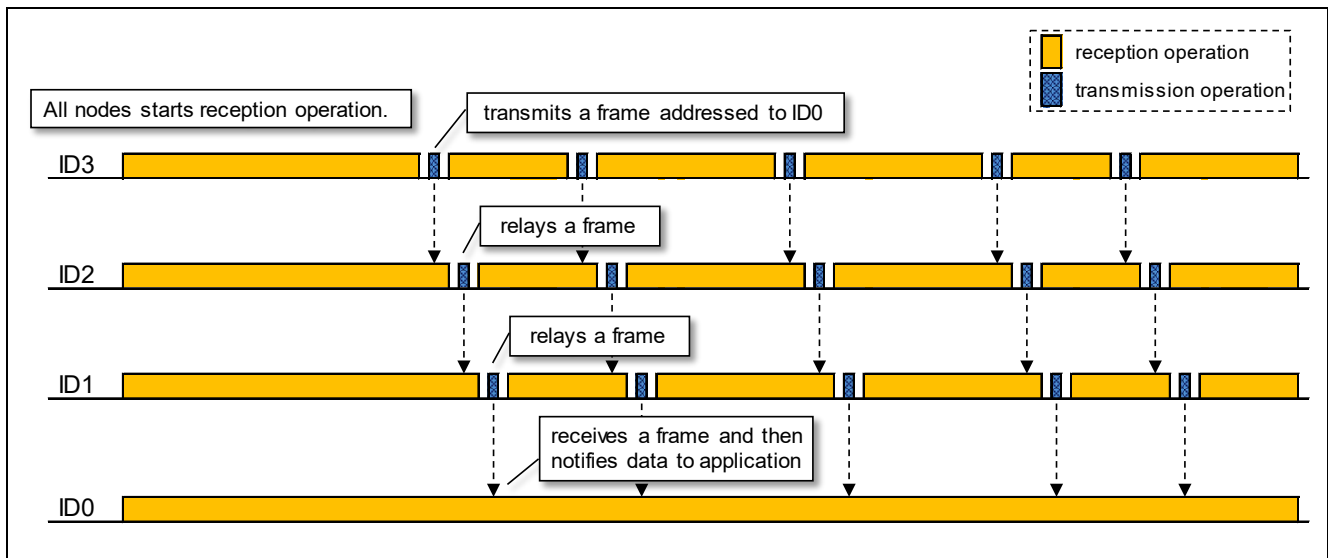 reception operation
transmission operation
All nodes starts reception operation.
transmits a frame addressed to ID0
ID3
relays a frame
ID2
relays a frame
ID1
receives a frame and then
notifies data to application
ID0